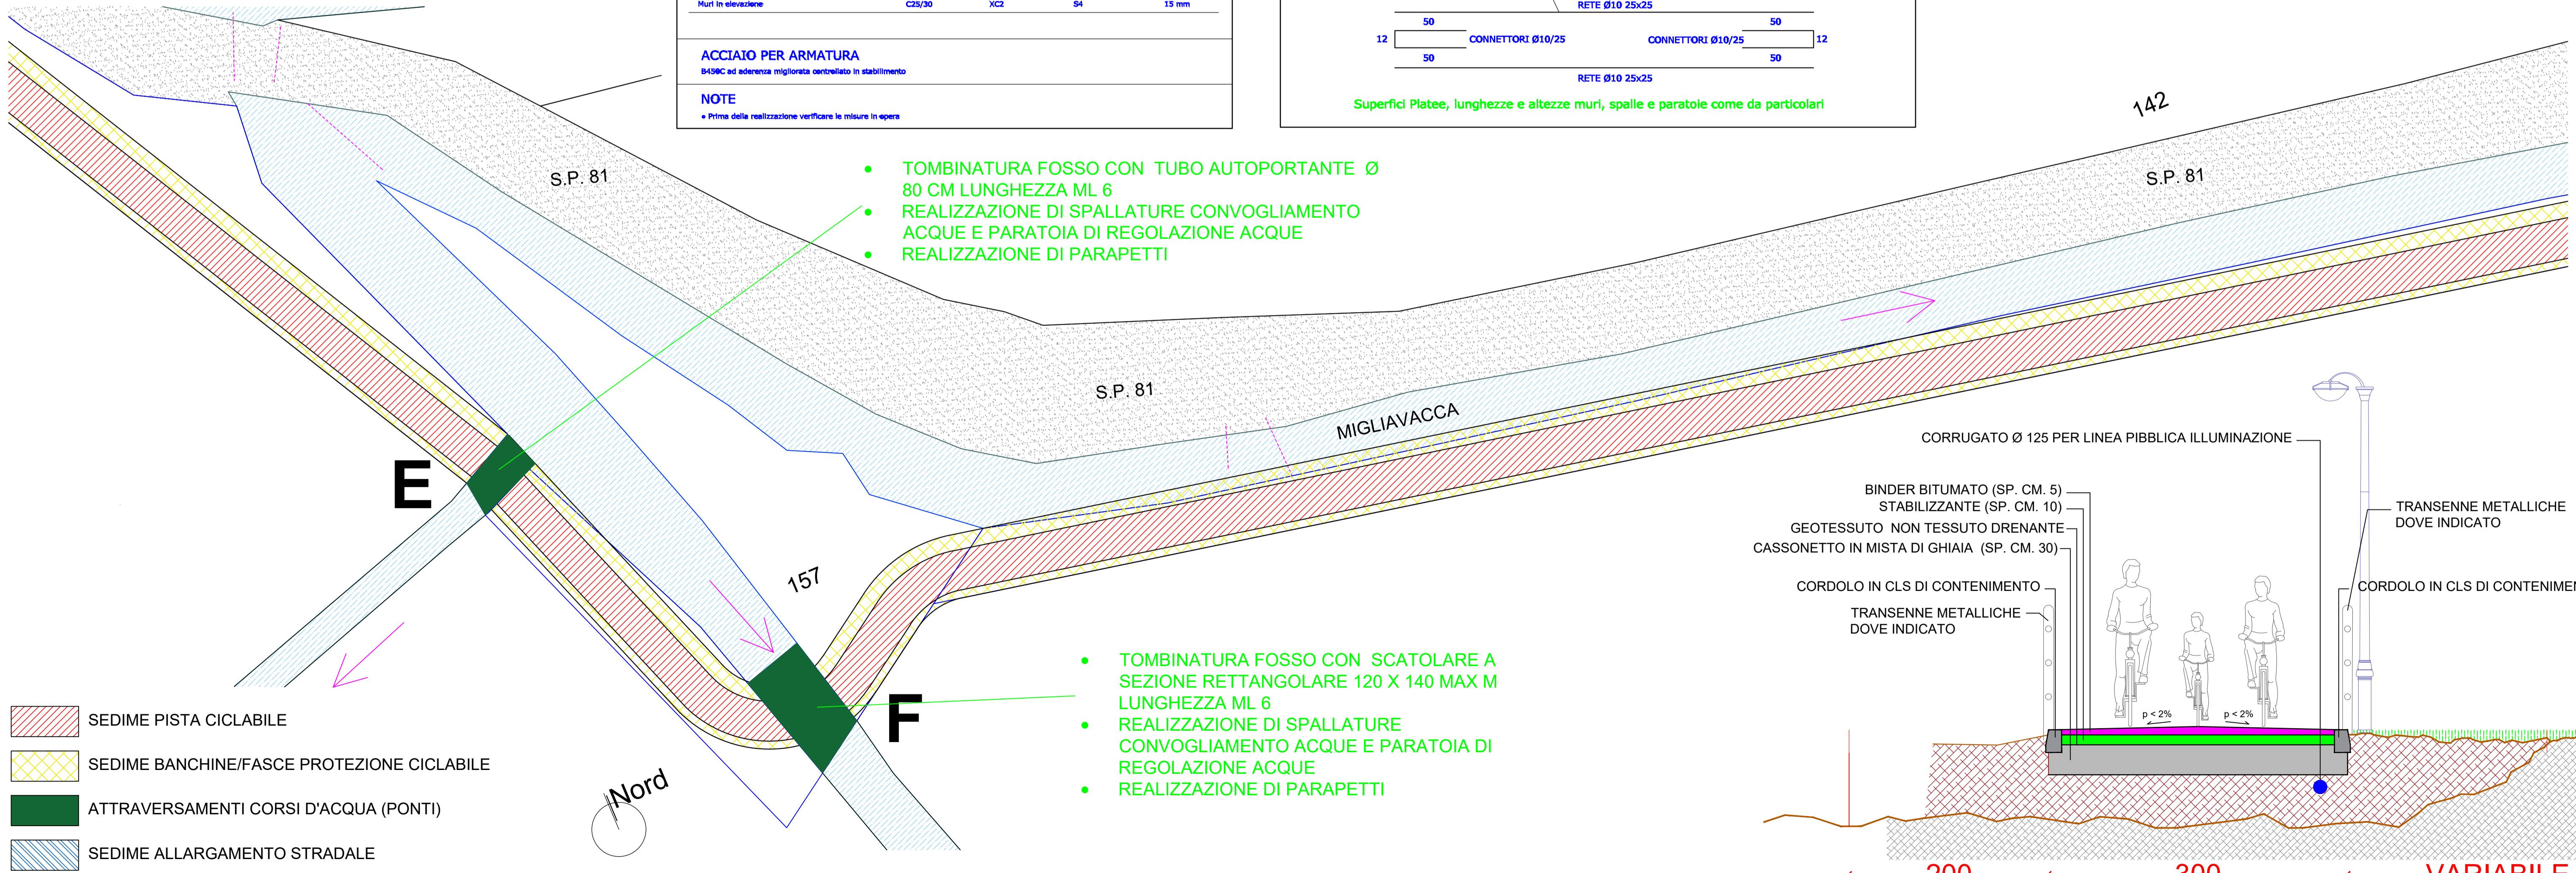 Muri in elevazione C25/30 XC2 S4 15 mm
ACCIAIO PER ARMATURA
B450C ad aderenza migliorata controllato in stabilimento
NOTE
• Prima della realizzazione verificare le misure in opera
RETE Ø10 25x25
50 50
12 CONNETTORI Ø10/25 CONNETTORI Ø10/25 12
50 50
RETE Ø10 25x25
Superfici Platee, lunghezze e altezze muri, spalle e paratoie come da particolari
142
S.P. 81
S.P. 81
S.P. 81
MIGLIAVACCA
• TOMBINATURA FOSSO CON TUBO AUTOPORTANTE Ø
80 CM LUNGHEZZA ML 6
• REALIZZAZIONE DI SPALLATURE CONVOGLIAMENTO
ACQUE E PARATOIA DI REGOLAZIONE ACQUE
• REALIZZAZIONE DI PARAPETTI
E
157
F
• TOMBINATURA FOSSO CON SCATOLARE A
SEZIONE RETTANGOLARE 120 X 140 MAX M
LUNGHEZZA ML 6
• REALIZZAZIONE DI SPALLATURE
CONVOGLIAMENTO ACQUE E PARATOIA DI
REGOLAZIONE ACQUE
• REALIZZAZIONE DI PARAPETTI
Nord
SEDIME PISTA CICLABILE
SEDIME BANCHINE/FASCE PROTEZIONE CICLABILE
ATTRAVERSAMENTI CORSI D'ACQUA (PONTI)
SEDIME ALLARGAMENTO STRADALE
CORRUGATO Ø 125 PER LINEA PIBBLICA ILLUMINAZIONE
BINDER BITUMATO (SP. CM. 5)
STABILIZZANTE (SP. CM. 10)
GEOTESSUTO NON TESSUTO DRENANTE
CASSONETTO IN MISTA DI GHIAIA (SP. CM. 30)
CORDOLO IN CLS DI CONTENIMENTO
TRANSENNE METALLICHE
DOVE INDICATO
TRANSENNE METALLICHE
DOVE INDICATO
CORDOLO IN CLS DI CONTENIME
p < 2% p < 2%
200 300 VARIABILE